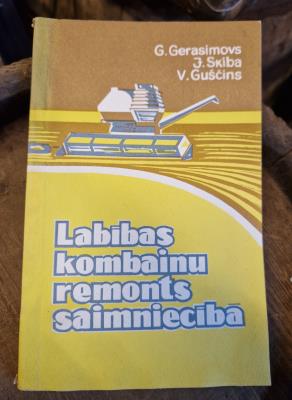 G. Gerasimovs
J. Skiba
V. Guščins
Labības
kombainu
remonts
saimniecībā